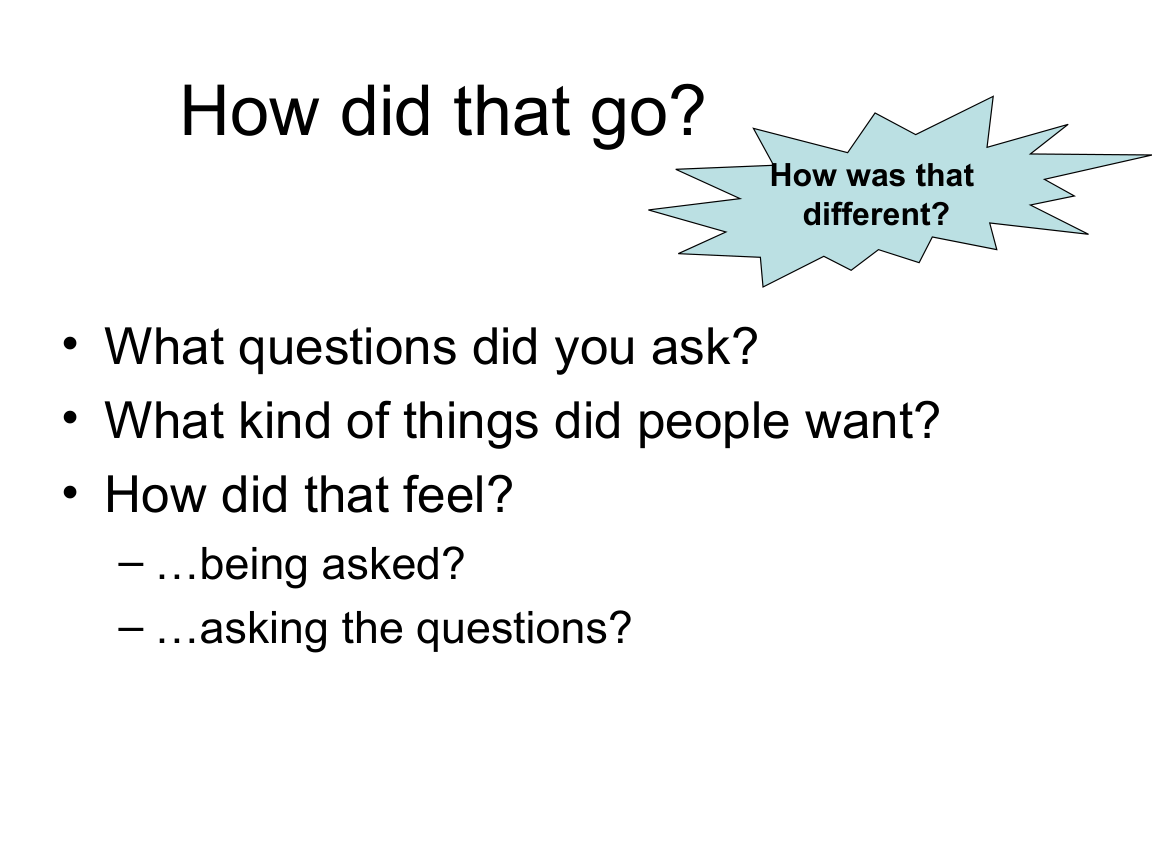 How did that go?
How was that
different?
• What questions did you ask?
• What kind of things did people want?
• How did that feel?
– …being asked?
– …asking the questions?